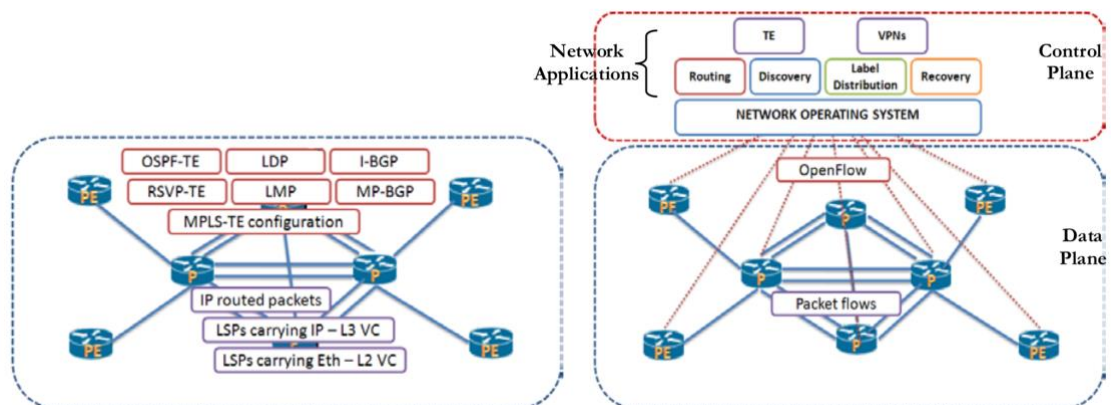 OSPF-TE
LDP
I-BGP
RSVP-TE
LMP
MP-BGP
MPLS-TE configuration
PE
PE
P
P
IP routed packets
LSPs carrying IP – L3 VC
LSPs carrying Eth – L2 VC
PE
PE
Network
Applications
TE
VPNs
Routing
Discovery
Label
Distribution
Recovery
NETWORK OPERATING SYSTEM
Control
Plane
OpenFlow
PE
PE
P
P
P
Packet flows
P
PE
PE
Data
Plane